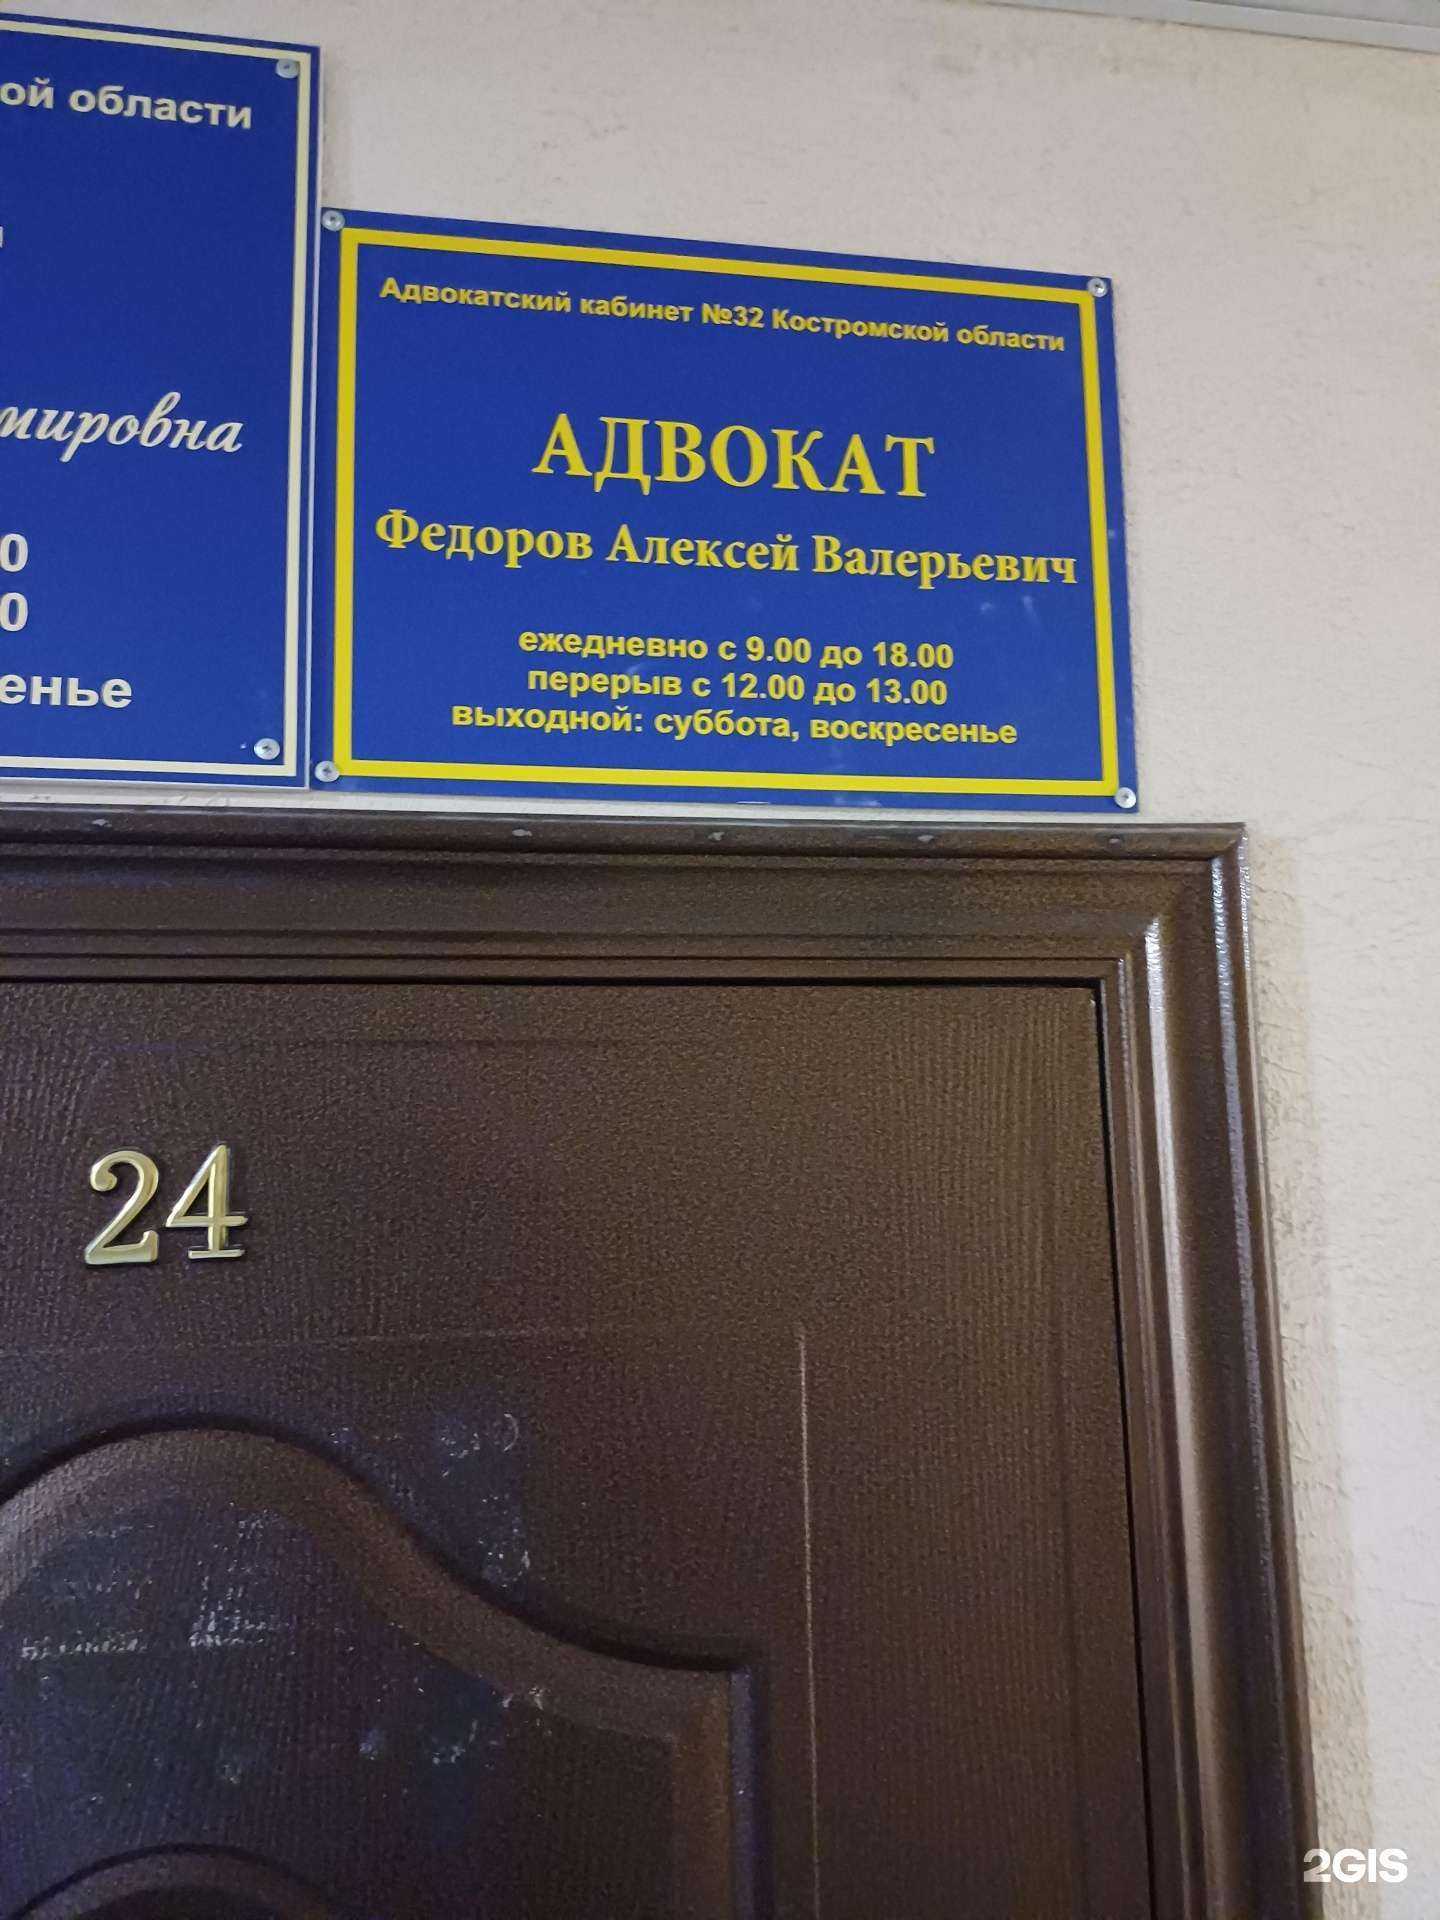 ой области
мировна
0
0
енье
Адвокатский кабинет №32 Костромской области
АДВОКАТ
Федоров Алексей Валерьевич
ежедневно с 9.00 до 18.00
перерыв с 12.00 до 13.00
выходной: суббота, воскресенье
24
2GIS